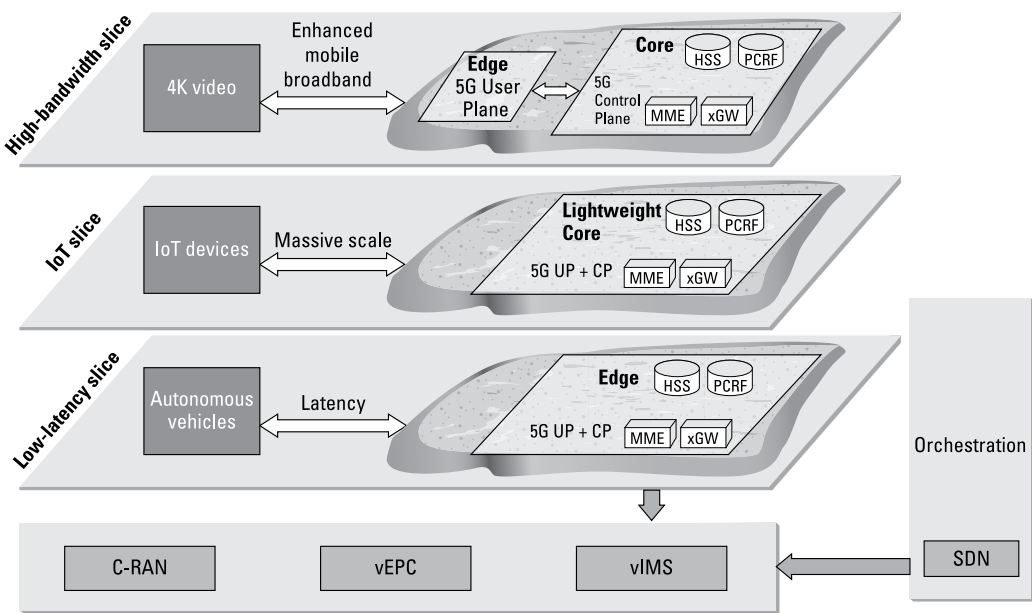 High-bandwidth slice
4K video
Enhanced
mobile
broadband
Edge
5G User
Plane
Core
HSS
PCRF
5G
Control
Plane
MME
xGW
IoT slice
IoT devices
Massive scale
Lightweight
Core
HSS
PCRF
5G UP + CP
MME
xGW
Low-latency slice
Autonomous
vehicles
Latency
Edge
HSS
PCRF
5G UP + CP
MME
xGW
Orchestration
SDN
C-RAN
vEPC
vIMS